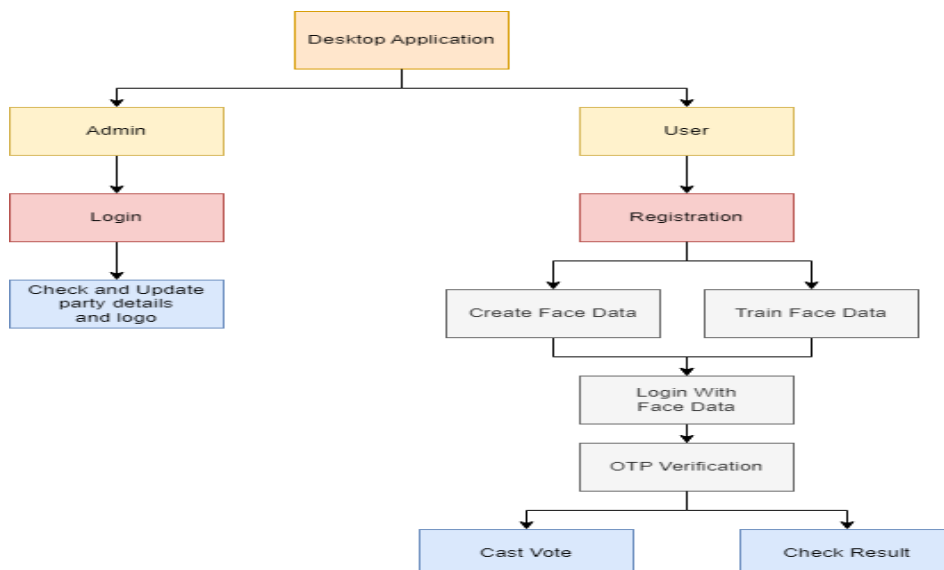 Desktop Application
Admin
User
Login
Registration
Check and Update
party details
and logo
Create Face Data
Train Face Data
Login With
Face Data
OTP Verification
Cast Vote
Check Result